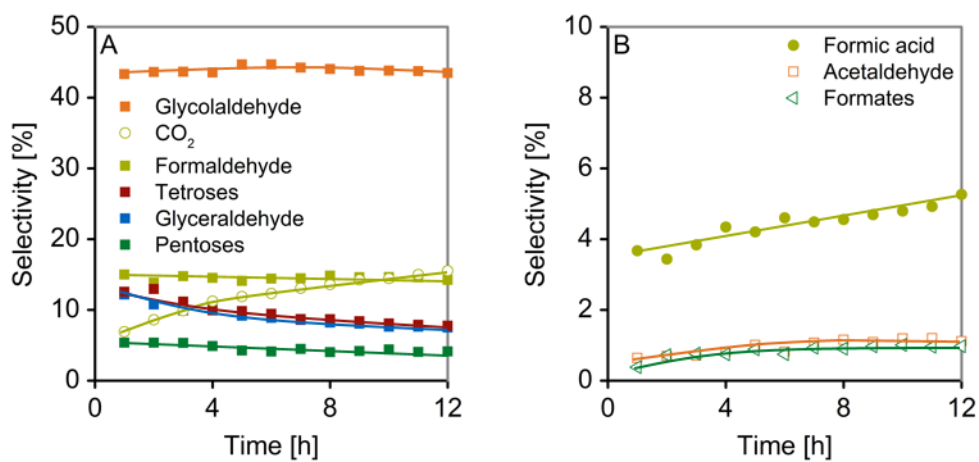 A
50
40
30
20
10
0
Selectivity [%]
Glycolaldehyde
CO₂
Formaldehyde
Tetroses
Glyceraldehyde
Pentoses
0 4 8 12
Time [h]
B
10
8
6
4
2
0
Selectivity [%]
Formic acid
Acetaldehyde
Formates
0 4 8 12
Time [h]